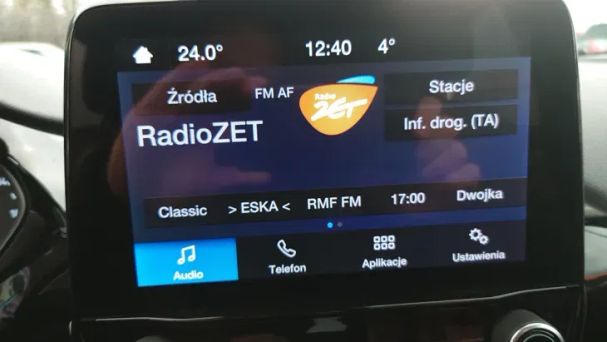 24.0° 12:40 4°
Źródła FM AF Stacje
Radio ZET
RadioZET Inf. drog. (TA)
Classic > ESKA < RMF FM 17:00 Dwojka
Audio Telefon Aplikacje Ustawienia